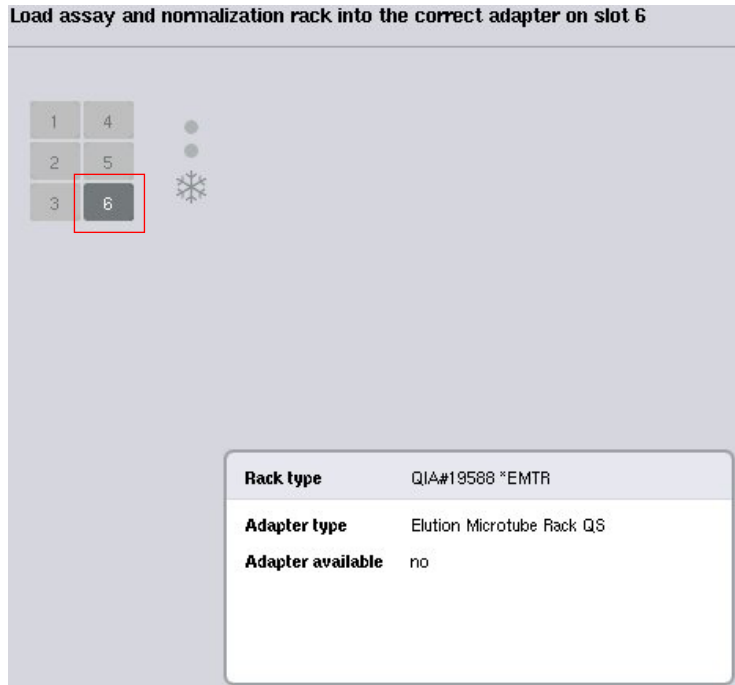 Load assay and normalization rack into the correct adapter on slot 6
1 4
2 5
3 6
Rack type QIA#19588 *EMTR
Adapter type Elution Microtube Rack QS
Adapter available no